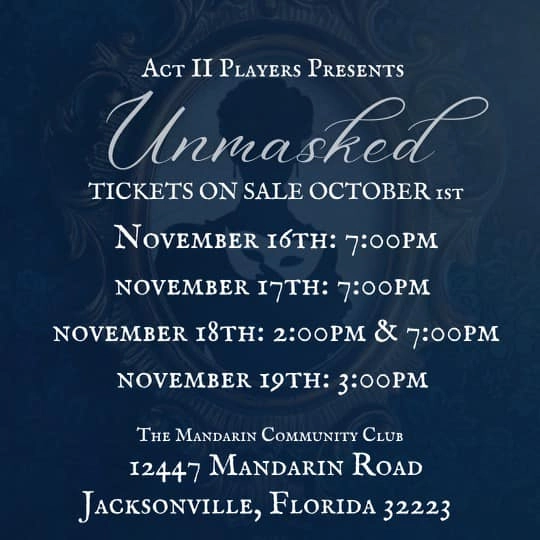 Act II Players Presents
Unmasked
TICKETS ON SALE OCTOBER 1ST
November 16th: 7:00pm
november 17th: 7:00pm
november 18th: 2:00pm & 7:00pm
november 19th: 3:00pm
The Mandarin Community Club
12447 Mandarin Road
Jacksonville, Florida 32223